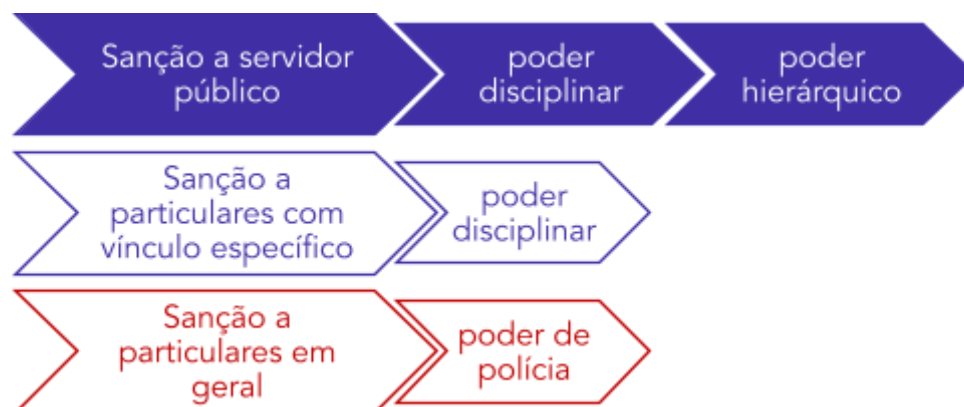 Sanção a servidor
público
poder
disciplinar
poder
hierárquico
Sanção a
particulares com
vínculo específico
poder
disciplinar
Sanção a
particulares em
geral
poder de
polícia